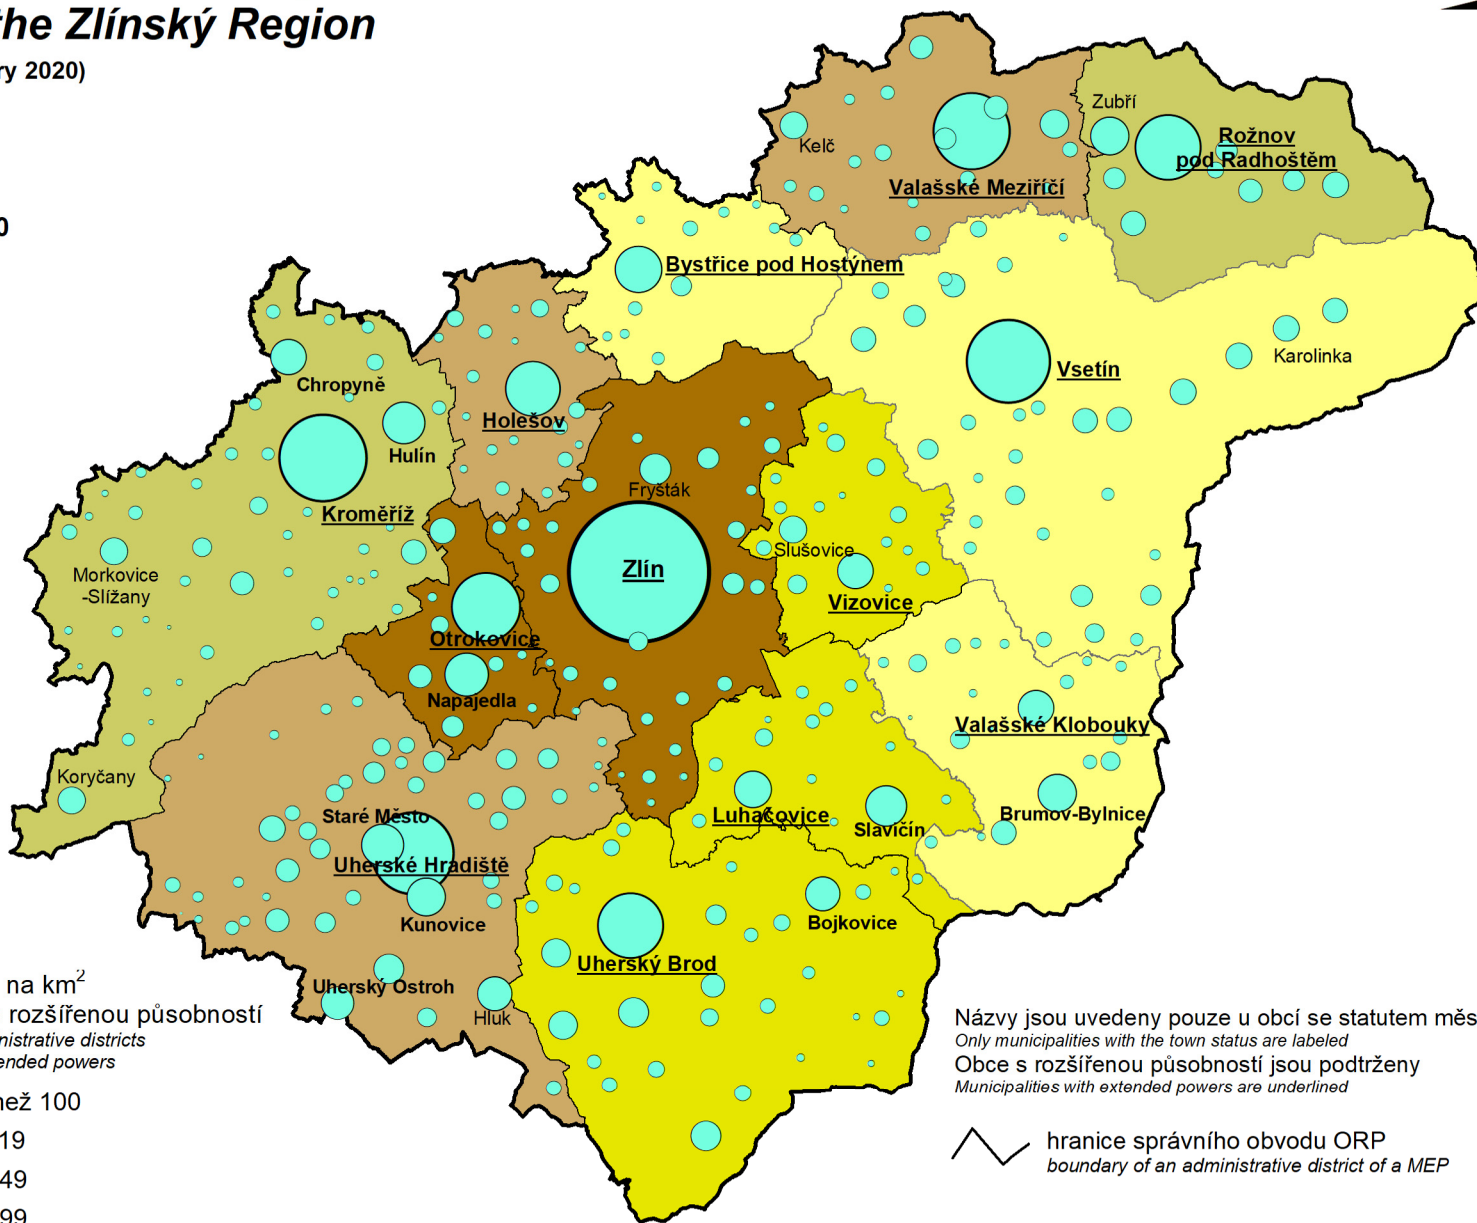 the Zlínský Region
ry 2020)
0
Zubří
Rožnov
pod Radhoštěm
Kelč
Valašské Meziříčí
Bystřice pod Hostýnem
Karolinka
Vsetín
Chropyně
Holešov
Hulín
Fryšták
Kroměříž
Slušovice
Zlín
Morkovice
-Slížany
Vizovice
Otrokovice
Napajedla
Valašské Klobouky
Koryčany
Staré Město
Luhačovice
Slavičín
Brumov-Bylnice
Uherské Hradiště
Kunovice
Bojkovice
Uherský Brod
Uherský Ostroh
Hluk
na km2
rozšířenou působností
inistrative districts
ended powers
než 100
19
49
99
Názvy jsou uvedeny pouze u obcí se statutem měs
Only municipalities with the town status are labeled
Obce s rozšířenou působností jsou podtrženy
Municipalities with extended powers are underlined
hranice správního obvodu ORP
boundary of an administrative district of a MEP